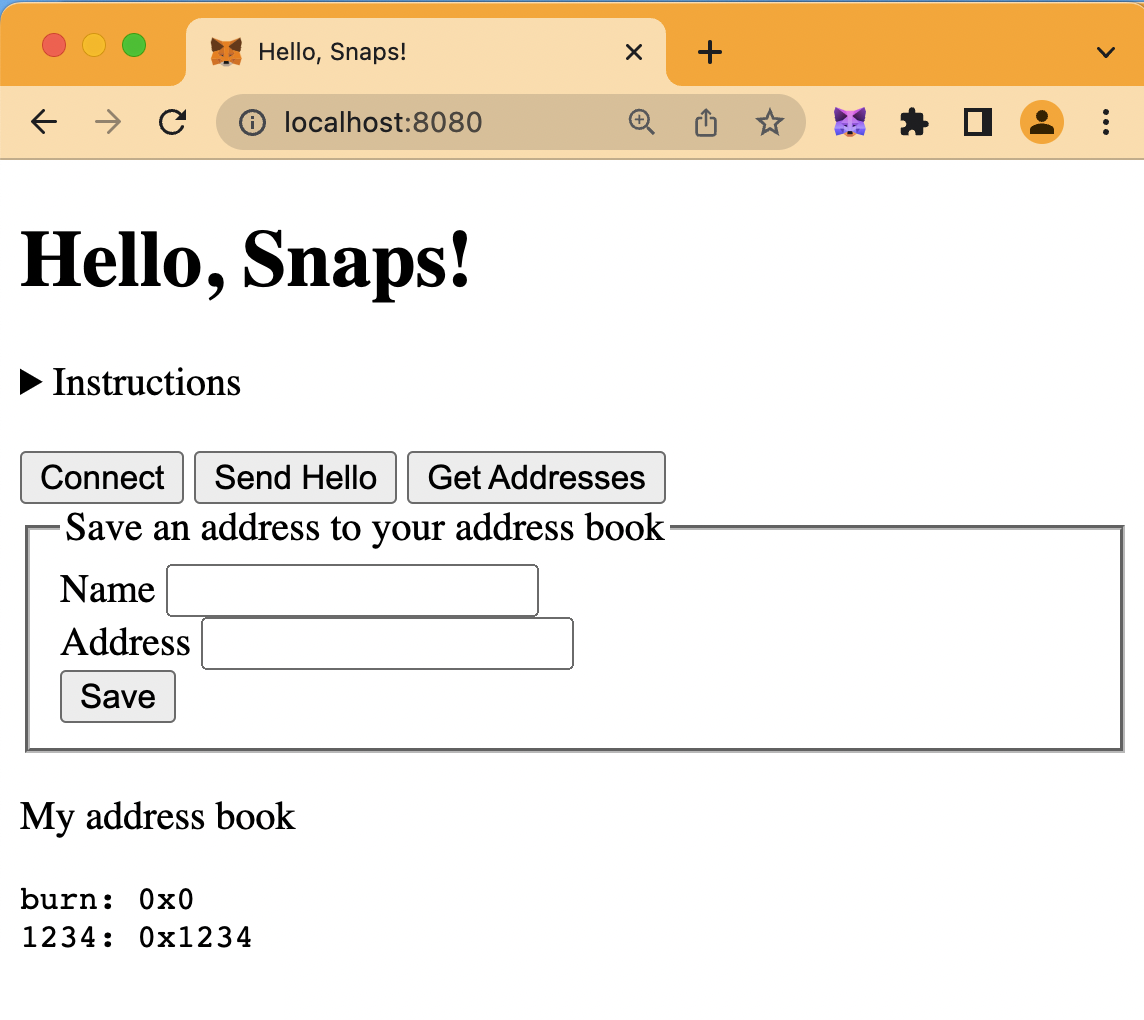 Hello, Snaps!
localhost:8080
Hello, Snaps!
Instructions
Connect Send Hello Get Addresses
Save an address to your address book
Name
Address
Save
My address book
burn: 0x0
1234: 0x1234